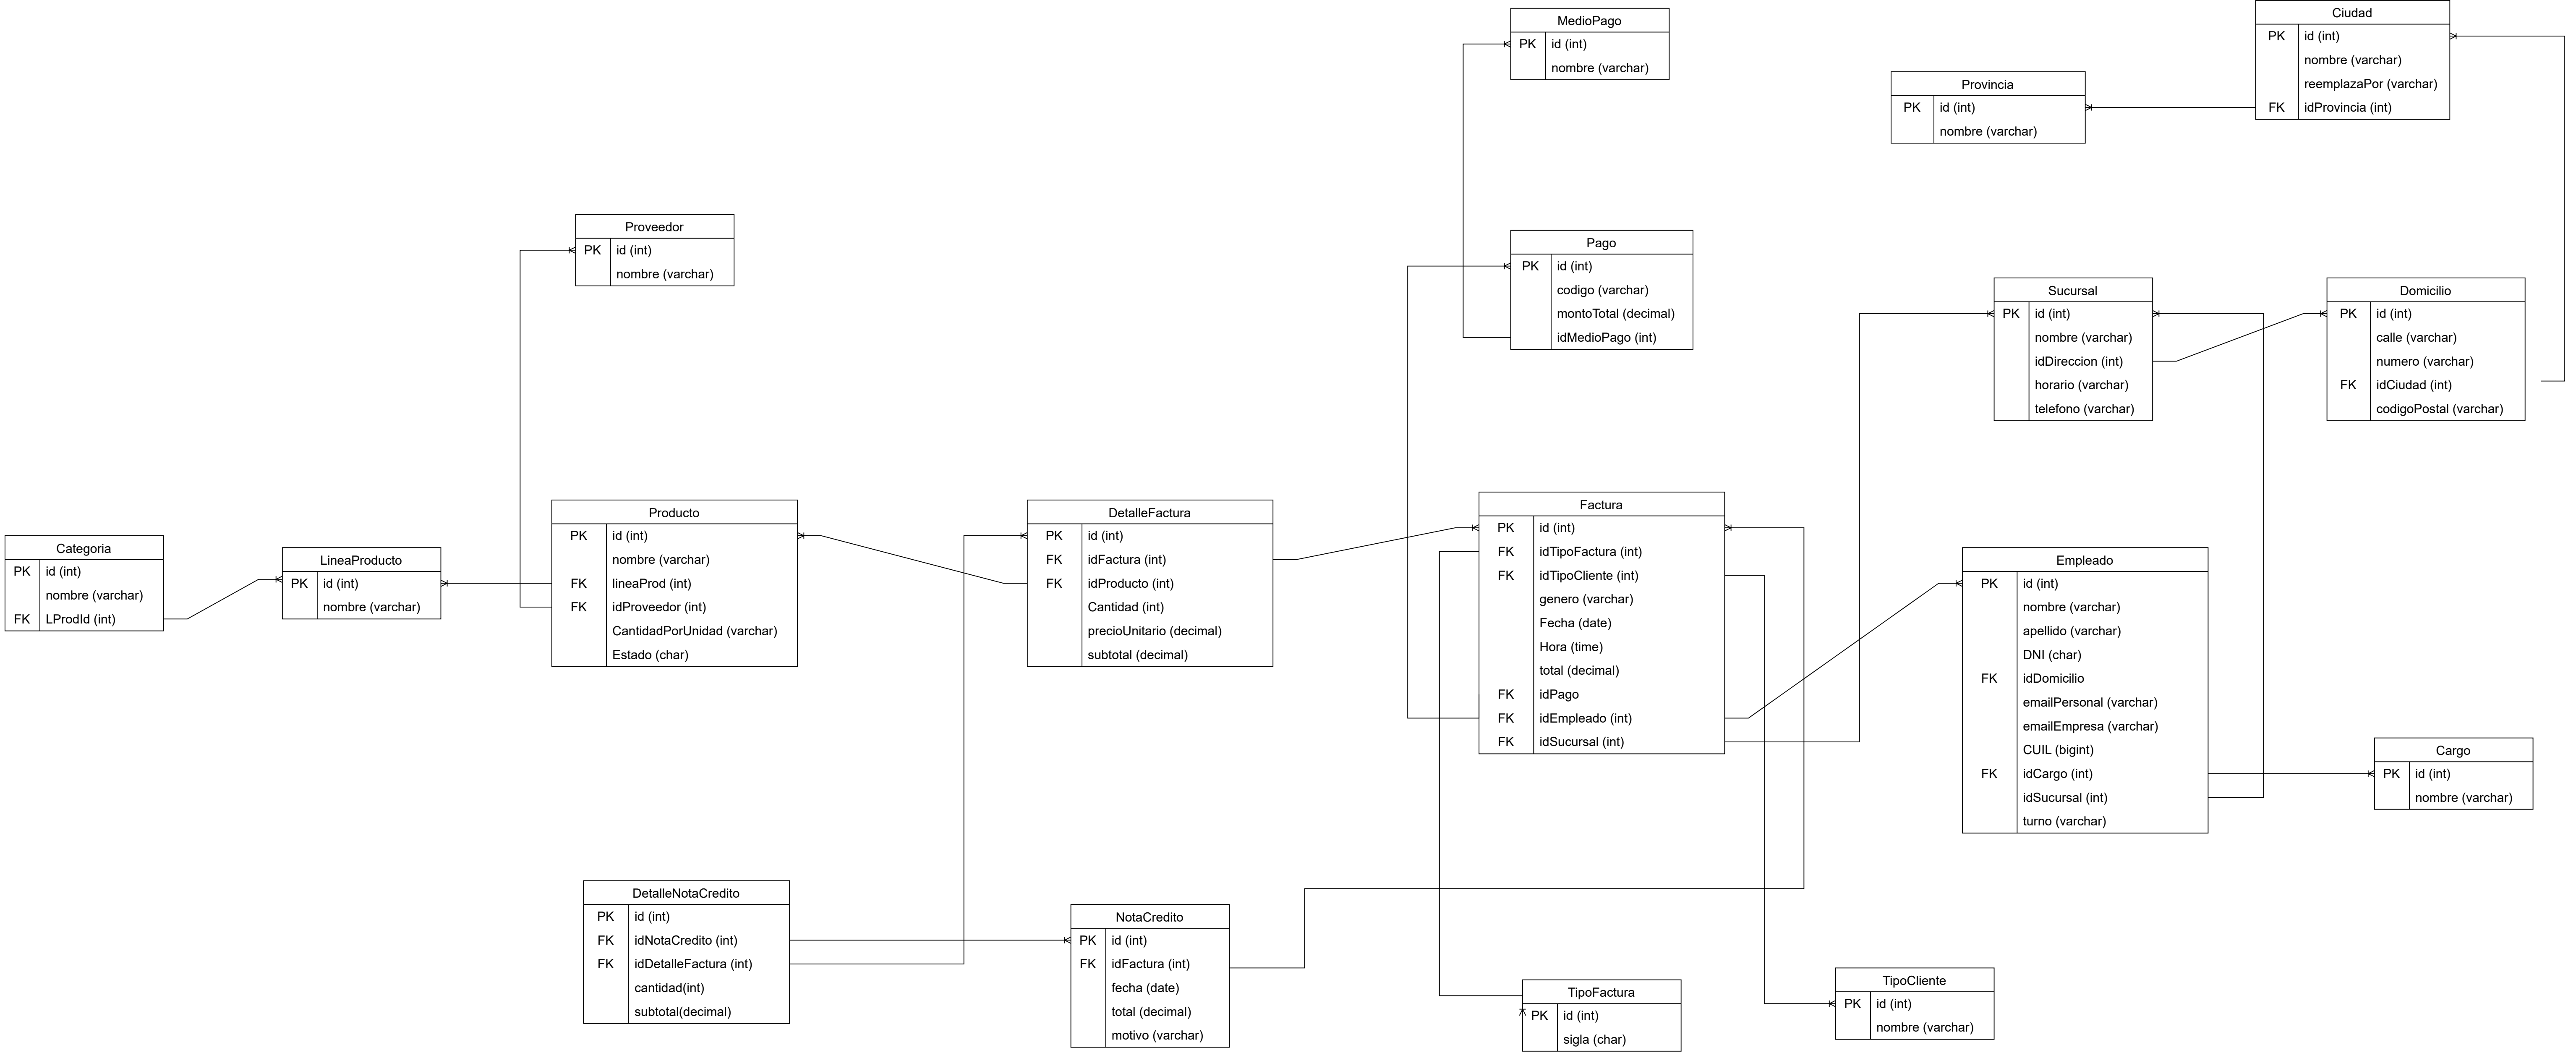 MedioPago
PK id (int)
nombre (varchar)
Ciudad
PK id (int)
nombre (varchar)
reemplazaPor (varchar)
FK idProvincia (int)
Provincia
PK id (int)
nombre (varchar)
Proveedor
PK id (int)
nombre (varchar)
Pago
PK id (int)
codigo (varchar)
montoTotal (decimal)
idMedioPago (int)
Sucursal
PK id (int)
nombre (varchar)
idDireccion (int)
horario (varchar)
telefono (varchar)
Domicilio
PK id (int)
calle (varchar)
numero (varchar)
FK idCiudad (int)
codigoPostal (varchar)
Categoria
PK id (int)
nombre (varchar)
FK LProdId (int)
LineaProducto
PK id (int)
nombre (varchar)
Producto
PK id (int)
nombre (varchar)
FK lineaProd (int)
FK idProveedor (int)
CantidadPorUnidad (varchar)
Estado (char)
DetalleFactura
PK id (int)
FK idFactura (int)
FK idProducto (int)
Cantidad (int)
precioUnitario (decimal)
subtotal (decimal)
Factura
PK id (int)
FK idTipoFactura (int)
FK idTipoCliente (int)
genero (varchar)
Fecha (date)
Hora (time)
total (decimal)
FK idPago
FK idEmpleado (int)
FK idSucursal (int)
Empleado
PK id (int)
nombre (varchar)
apellido (varchar)
DNI (char)
FK idDomicilio
emailPersonal (varchar)
emailEmpresa (varchar)
CUIL (bigint)
FK idCargo (int)
idSucursal (int)
turno (varchar)
Cargo
PK id (int)
nombre (varchar)
DetalleNotaCredito
PK id (int)
FK idNotaCredito (int)
FK idDetalleFactura (int)
cantidad(int)
subtotal(decimal)
NotaCredito
PK id (int)
FK idFactura (int)
fecha (date)
total (decimal)
motivo (varchar)
TipoFactura
PK id (int)
sigla (char)
TipoCliente
PK id (int)
nombre (varchar)